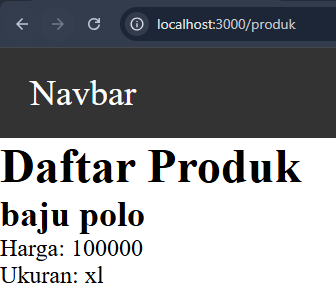 localhost:3000/produk
Navbar
Daftar Produk
baju polo
Harga: 100000
Ukuran: xl